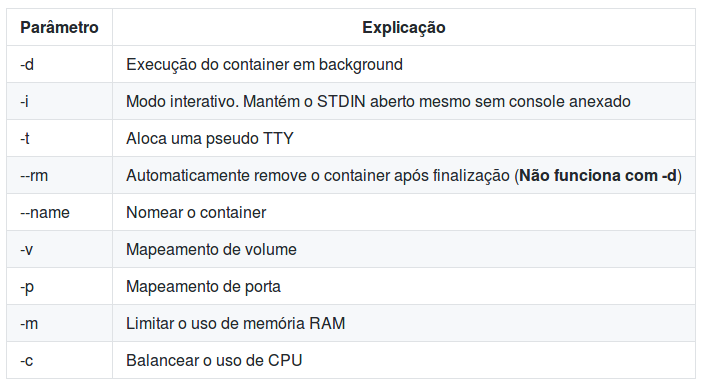 Parâmetro Explicação
-d Execução do container em background
-i Modo interativo. Mantém o STDIN aberto mesmo sem console anexado
-t Aloca uma pseudo TTY
--rm Automaticamente remove o container após finalização (Não funciona com -d)
--name Nomear o container
-v Mapeamento de volume
-p Mapeamento de porta
-m Limitar o uso de memória RAM
-c Balancear o uso de CPU